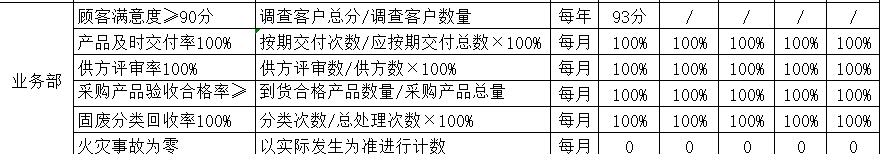 顾客满意度≥90分 调查客户总分/调查客户数量 每年 93分 / / / /
产品及时交付率100% 按期交付次数/应按期交付总数×100% 每月 100% 100% 100% 100% 100%
供方评审率100% 供方评审数/供方数×100% 每月 100% 100% 100% 100% 100%
业务部 采购产品验收合格率≥ 到货合格产品数量/采购产品总量 每月 100% 100% 100% 100% 100%
固废分类回收率100% 分类次数/总处理次数×100% 每月 100% 100% 100% 100% 100%
火灾事故为零 以实际发生为准进行计数 每月 0 0 0 0 0